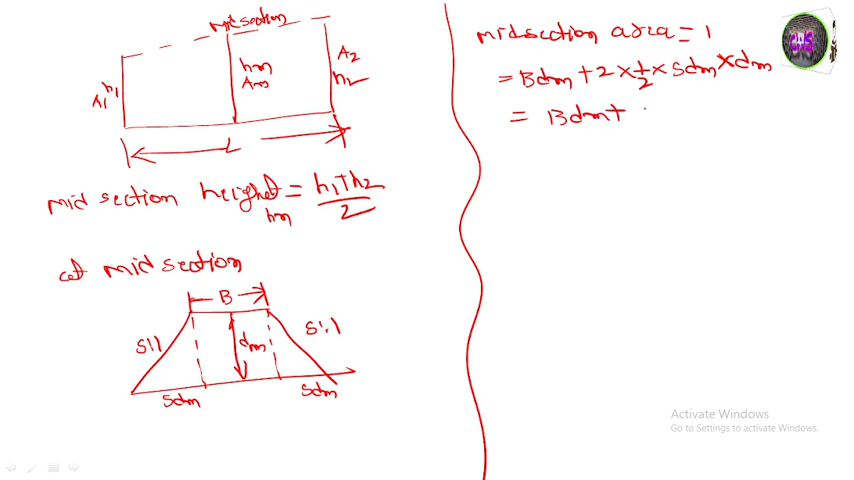 mid section
h1
A1
hm
Am
A2
h2
L
mid section height = h1+h2/2
hm
at mid section
B
S:1
dm
S:1
Sdm
Sdm
midsection area =
= Bdm + 2 × 1/2 × Sdm × dm
= Bdm +
GWS
Activate Windows
Go to Settings to activate Windows.